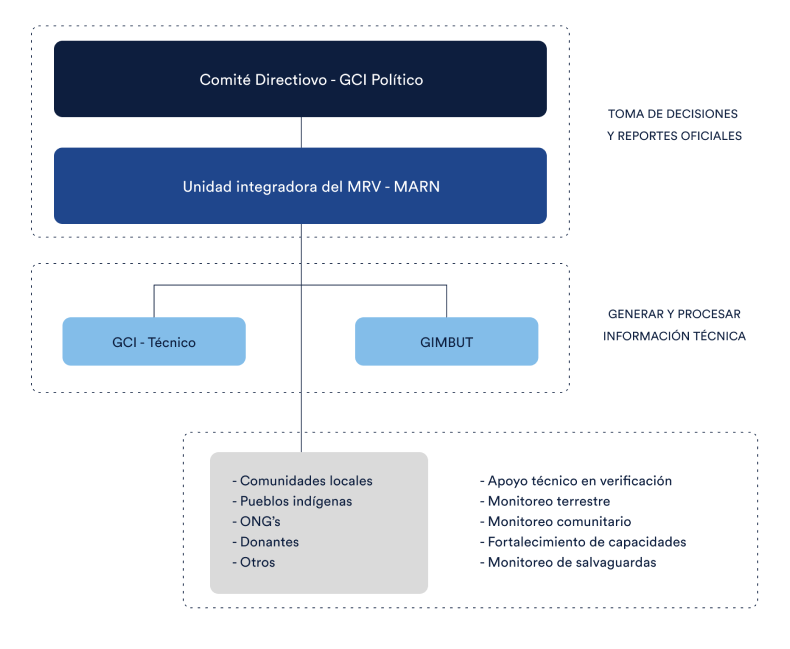 Comité Directiovo - GCI Político
TOMA DE DECISIONES
Y REPORTES OFICIALES
Unidad integradora del MRV - MARN
GENERAR Y PROCESAR
INFORMACIÓN TÉCNICA
GCI - Técnico
GIMBUT
- Comunidades locales
- Pueblos indígenas
- ONG's
- Donantes
- Otros
- Apoyo técnico en verificación
- Monitoreo terrestre
- Monitoreo comunitario
- Fortalecimiento de capacidades
- Monitoreo de salvaguardas